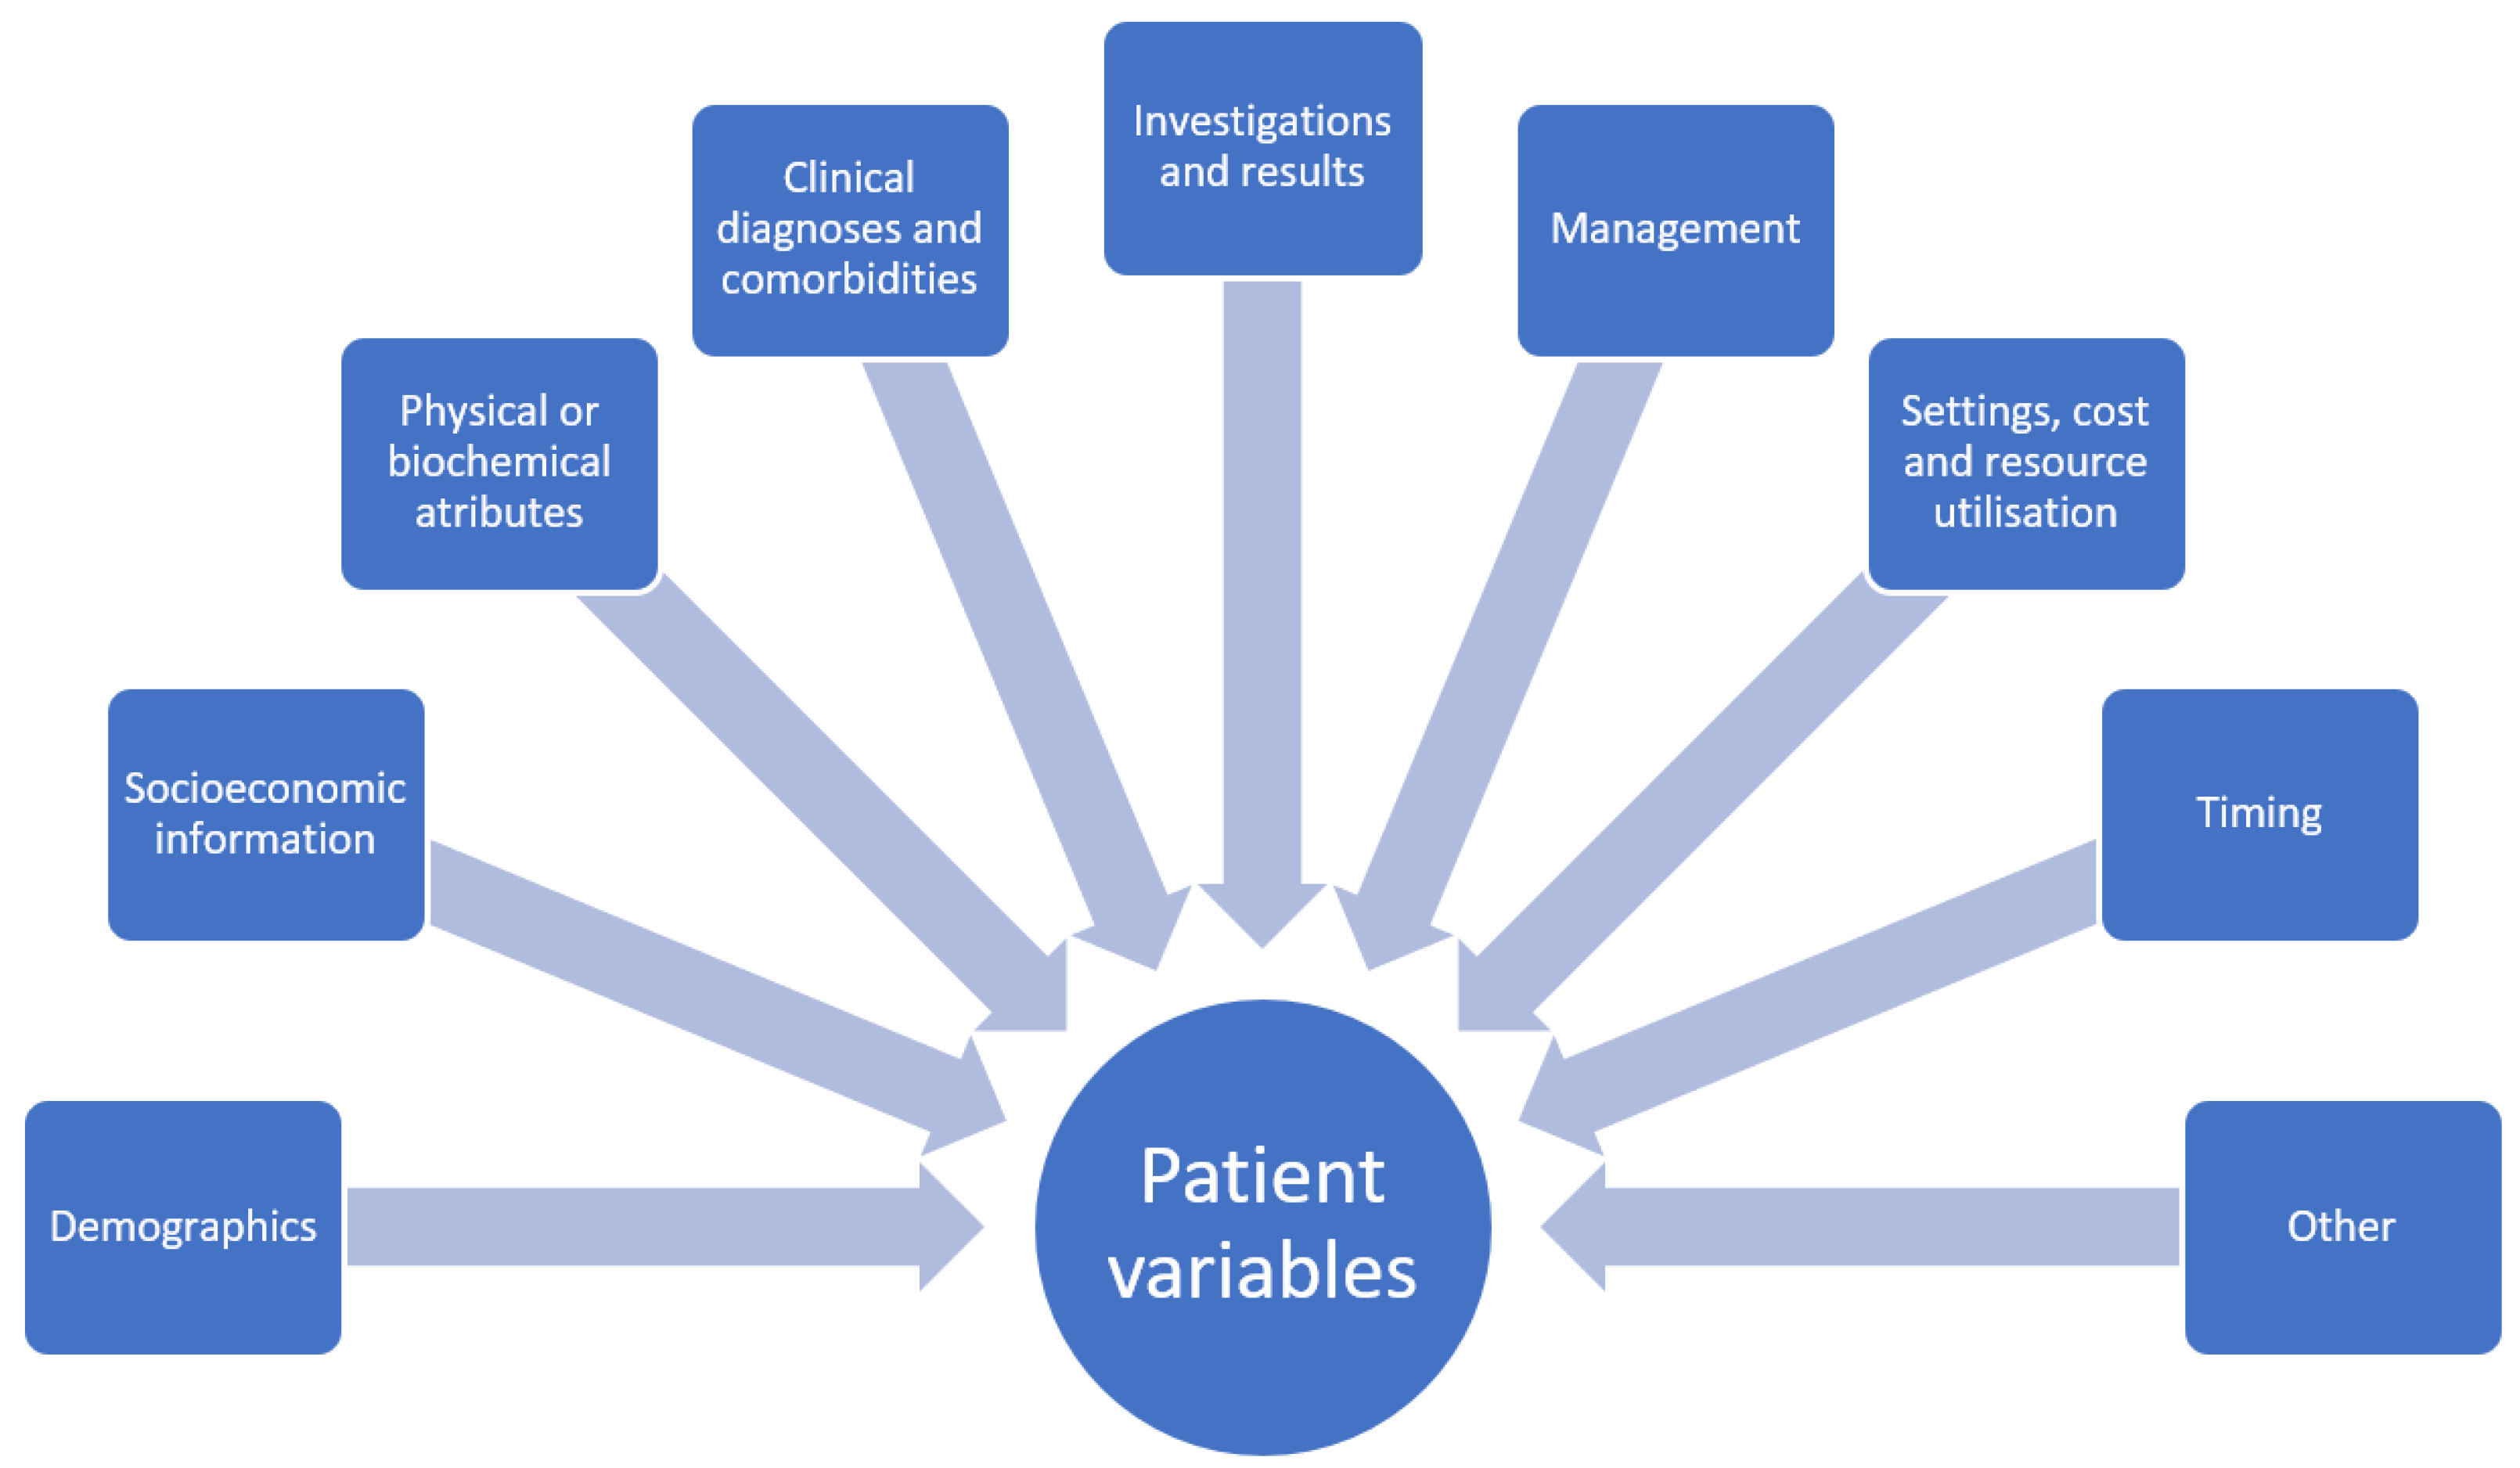 Investigations
and results
Clinical
diagnoses and
comorbidities
Management
Physical or
biochemical
atributes
Settings, cost
and resource
utilisation
Socioeconomic
information
Timing
Demographics
Patient
variables
Other